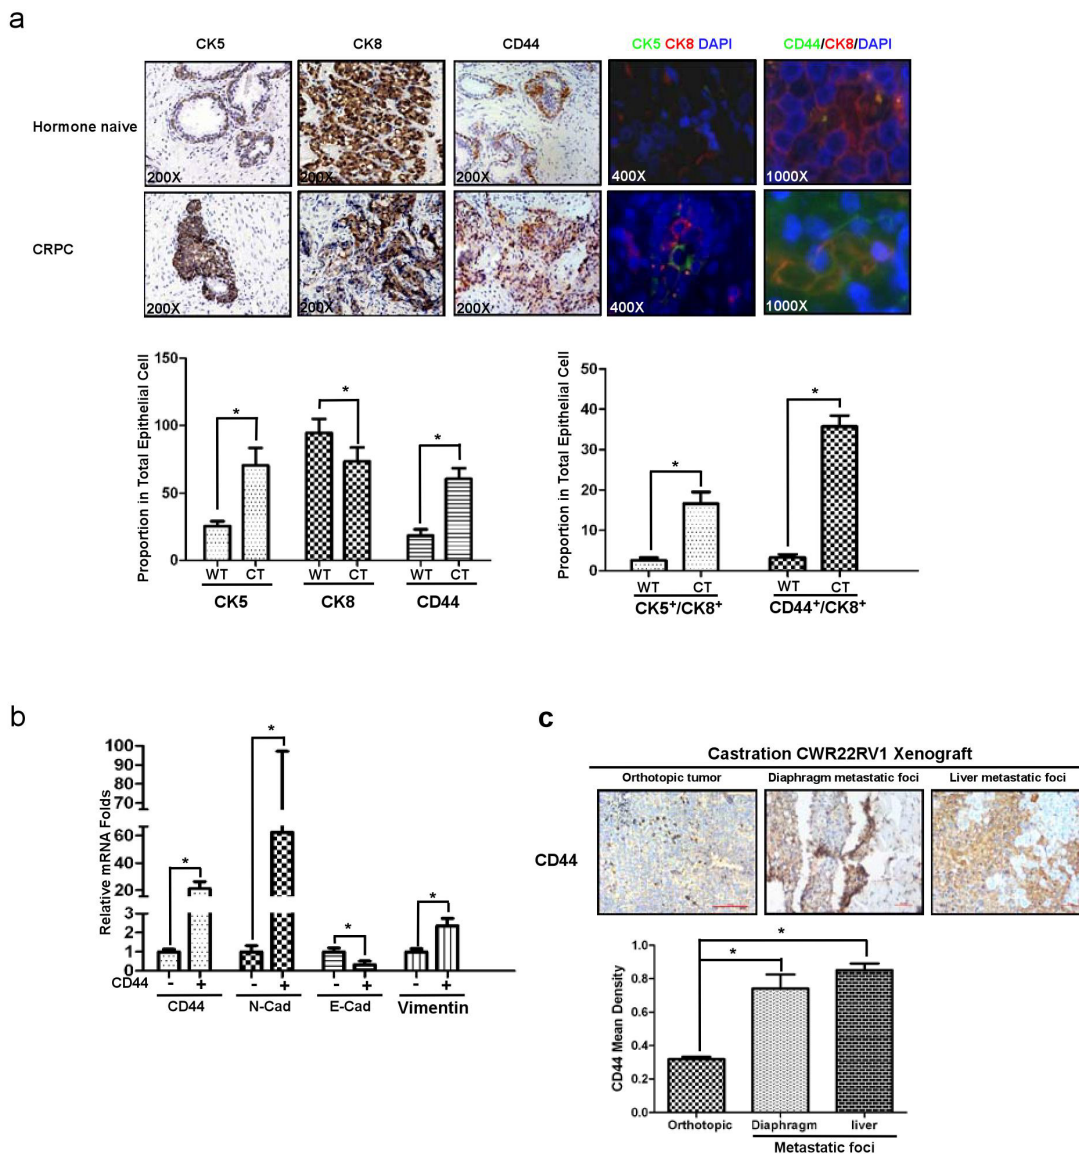 a
CK5 CK8 CD44 CK5 CK8 DAPI CD44/CK8/DAPI
Hormone naive
200X 200X 200X 400X 1000X
CRPC
200X 200X 200X 400X 1000X
Proportion in Total Epithelial Cell
150
100
50
0
* * *
WT CT WT CT WT CT
CK5 CK8 CD44
Proportion in Total Epithelial Cell
50
40
30
20
10
0
* *
WT CT WT CT
CK5+/CK8+ CD44+/CK8+
b
Relative mRNA Folds
100
90
80
70
60
40
20
3
2
1
0
* * * *
CD44 - + - + - + - +
CD44 N-Cad E-Cad Vimentin
c
Castration CWR22RV1 Xenograft
Orthotopic tumor Diaphragm metastatic foci Liver metastatic foci
CD44
CD44 Mean Density
1.0
0.8
0.6
0.4
0.2
0.0
* *
Orthotopic Diaphragm liver
Metastatic foci